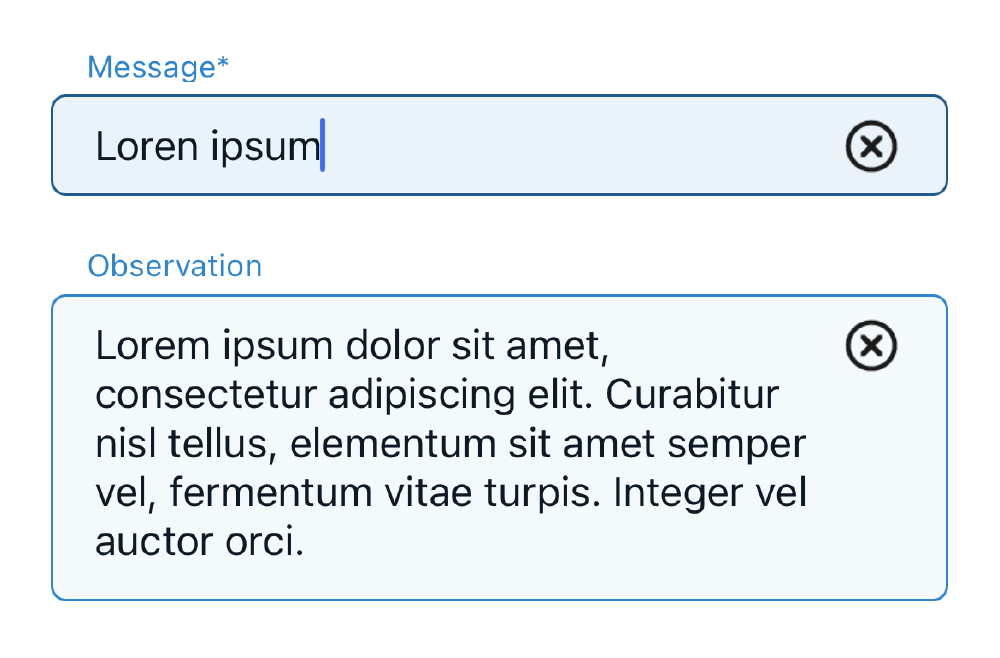 Message*
Loren ipsum
Observation
Lorem ipsum dolor sit amet,
consectetur adipiscing elit. Curabitur
nisl tellus, elementum sit amet semper
vel, fermentum vitae turpis. Integer vel
auctor orci.